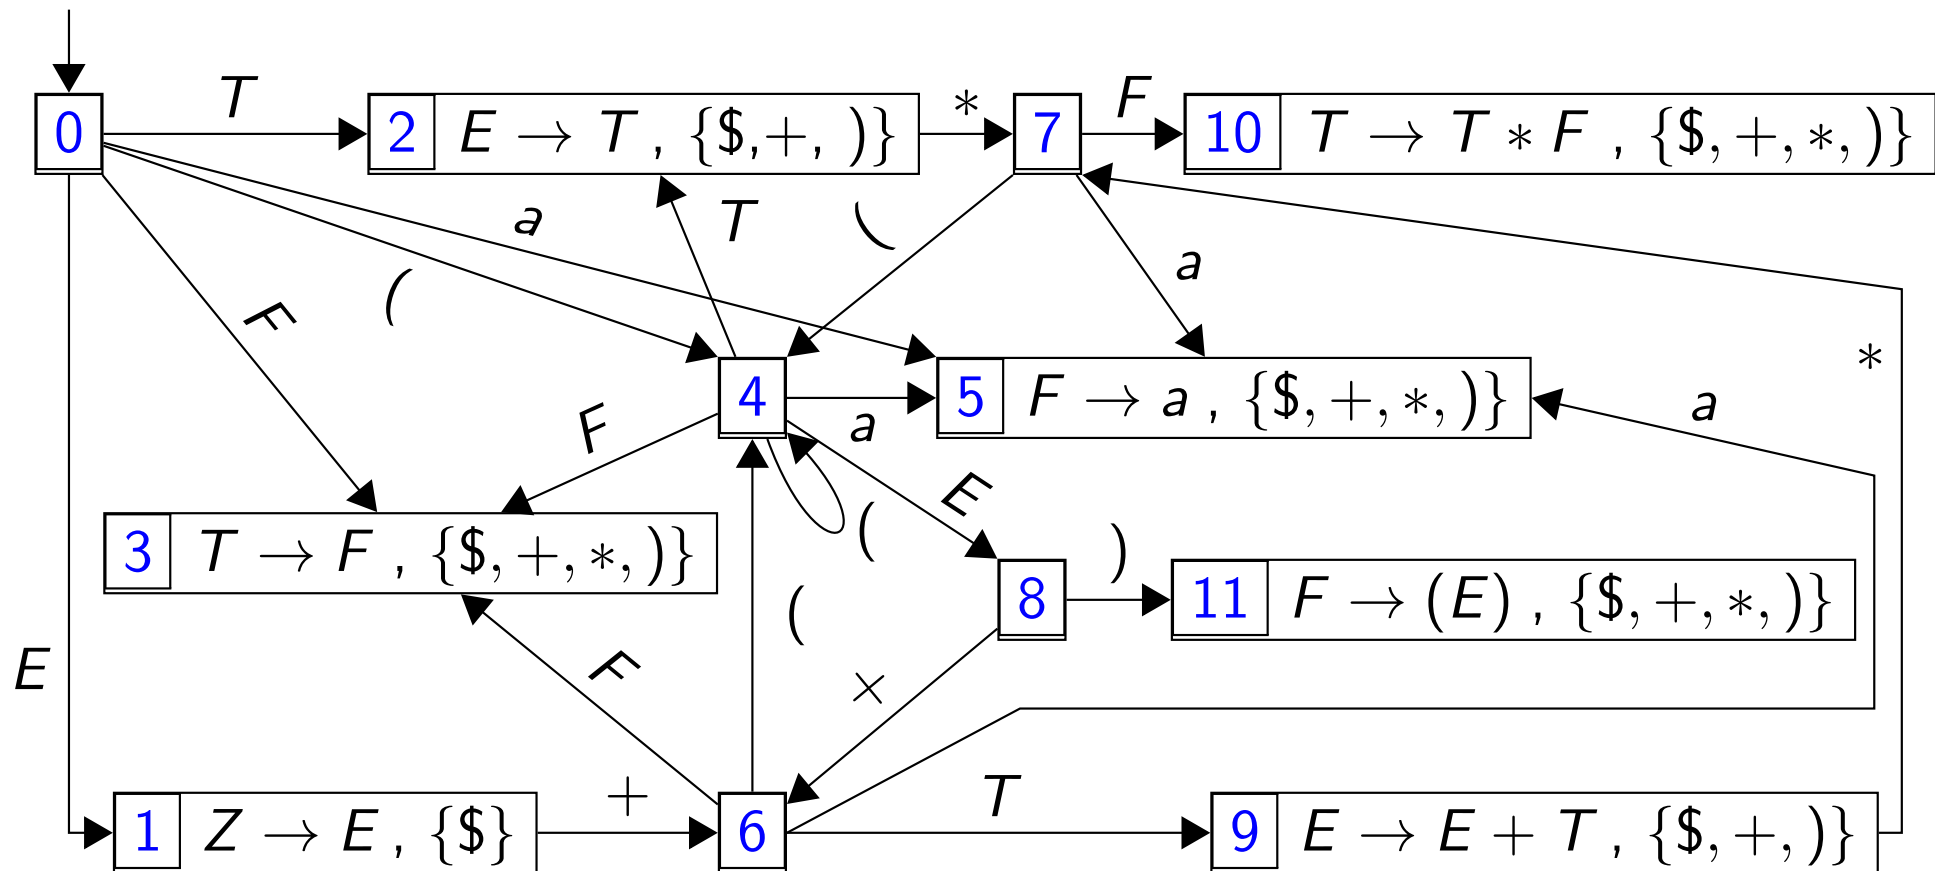 T
*
F
0
2 E → T , {$,+, )}
7
10 T → T * F , {$, +, *, )}
a
T
(
a
(
F
*
4
5 F → a , {$, +, *, )}
a
a
F
E
(
)
3 T → F , {$, +, *, )}
8
11 F → (E) , {$, +, *, )}
(
E
F
+
+
T
1 Z → E , {$}
6
9 E → E + T , {$, +, )}